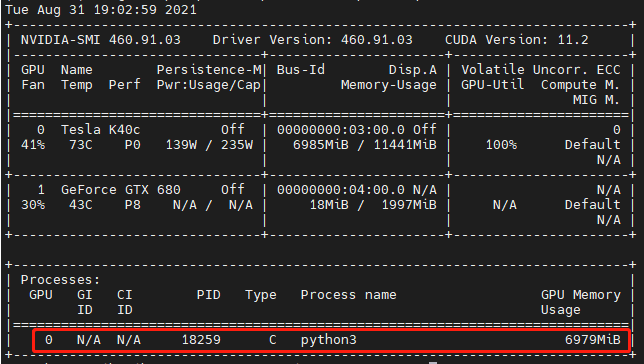 Tue Aug 31 19:02:59 2021
+-----------------------------------------------------------------------------+
| NVIDIA-SMI 460.91.03    Driver Version: 460.91.03    CUDA Version: 11.2     |
|-------------------------------+----------------------+----------------------+
| GPU  Name        Persistence-M| Bus-Id        Disp.A | Volatile Uncorr. ECC |
| Fan  Temp  Perf  Pwr:Usage/Cap|         Memory-Usage | GPU-Util  Compute M. |
|                               |                      |               MIG M. |
|===============================+======================+======================|
|   0  Tesla K40c          Off  | 00000000:03:00.0 Off |                    0 |
| 41%   73C    P0   139W / 235W |   6985MiB / 11441MiB |    100%      Default |
|                               |                      |                  N/A |
+-------------------------------+----------------------+----------------------+
|   1  GeForce GTX 680     Off  | 00000000:04:00.0 N/A |                  N/A |
| 30%   43C    P8    N/A /  N/A |     18MiB /  1997MiB |     N/A      Default |
|                               |                      |                  N/A |
+-------------------------------+----------------------+----------------------+

+-----------------------------------------------------------------------------+
| Processes:                                                                  |
|  GPU   GI   CI        PID   Type   Process name                  GPU Memory |
|        ID   ID                                                   Usage      |
|=============================================================================|
|    0   N/A  N/A     18259      C   python3                          6979MiB |
+-----------------------------------------------------------------------------+